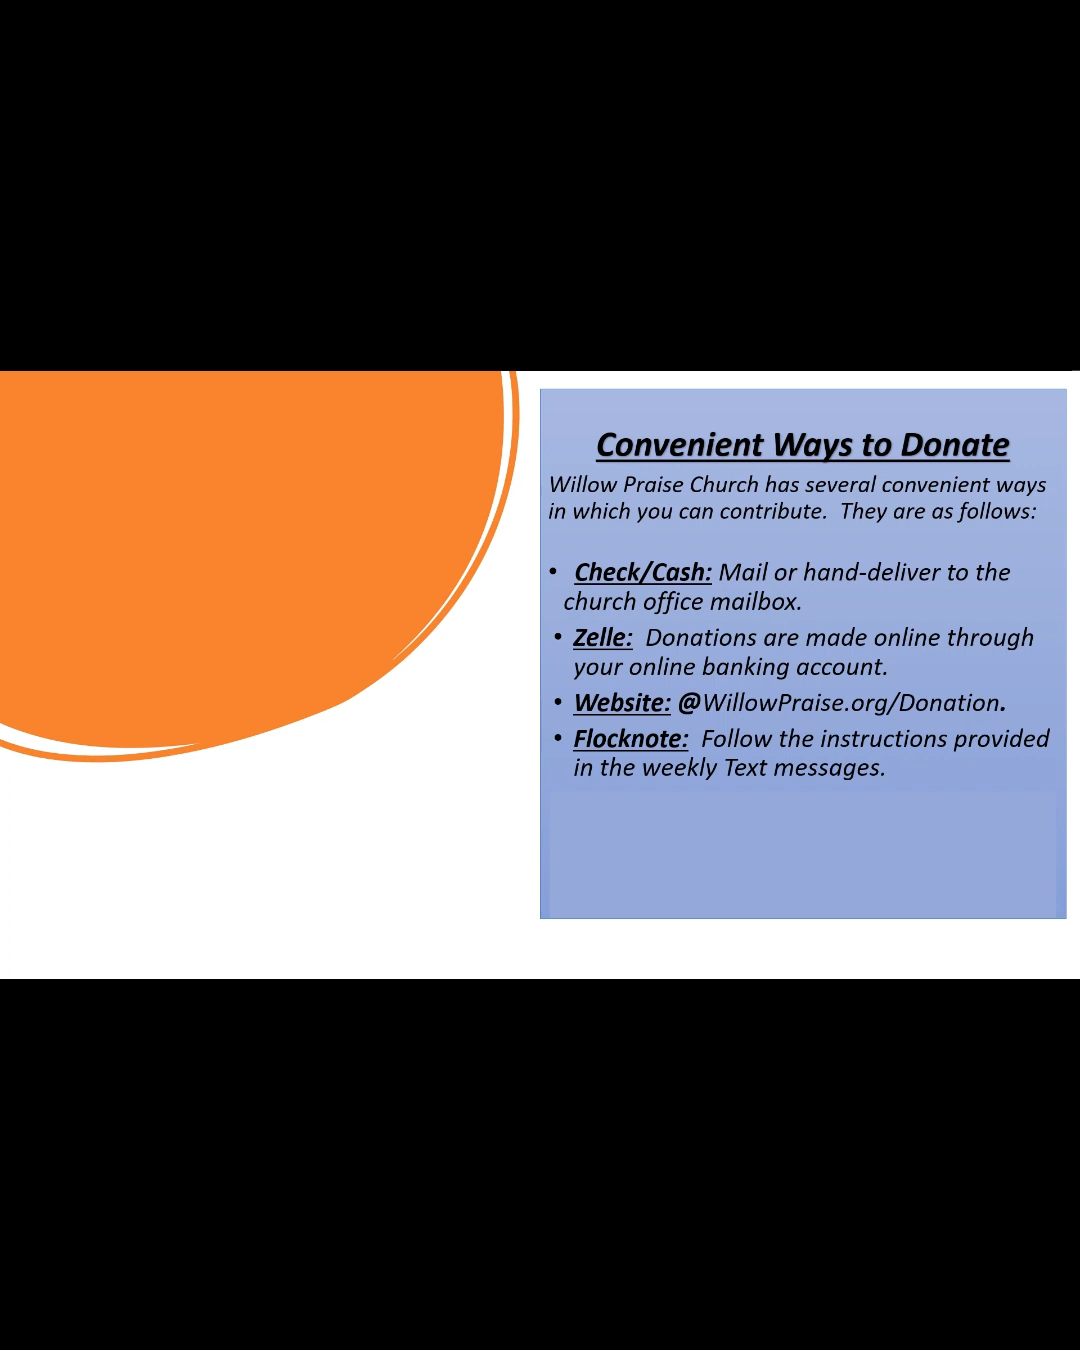 Convenient Ways to Donate
Willow Praise Church has several convenient ways
in which you can contribute.  They are as follows:
• Check/Cash: Mail or hand-deliver to the
church office mailbox.
• Zelle:  Donations are made online through
your online banking account.
• Website: @WillowPraise.org/Donation.
• Flocknote:  Follow the instructions provided
in the weekly Text messages.